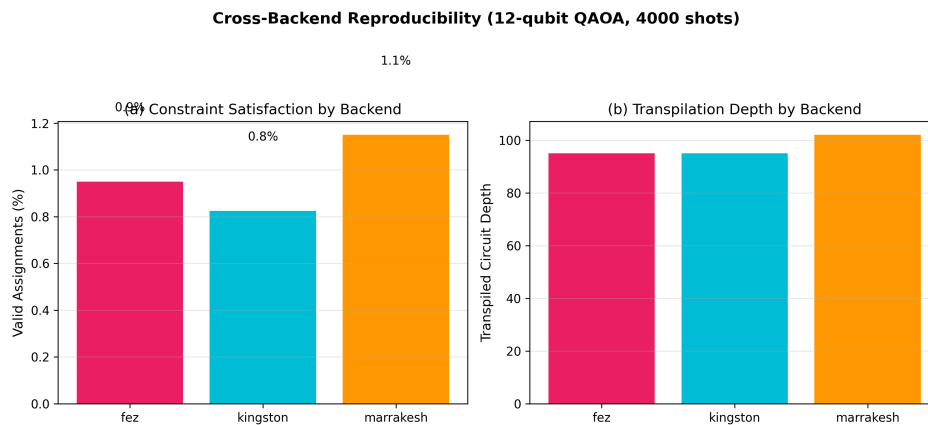 Cross-Backend Reproducibility (12-qubit QAOA, 4000 shots)
1.1%
0.9%
(a) Constraint Satisfaction by Backend
0.8%
Valid Assignments (%)
1.2
1.0
0.8
0.6
0.4
0.2
0.0
fez
kingston
marrakesh
(b) Transpilation Depth by Backend
Transpiled Circuit Depth
100
80
60
40
20
0
fez
kingston
marrakesh